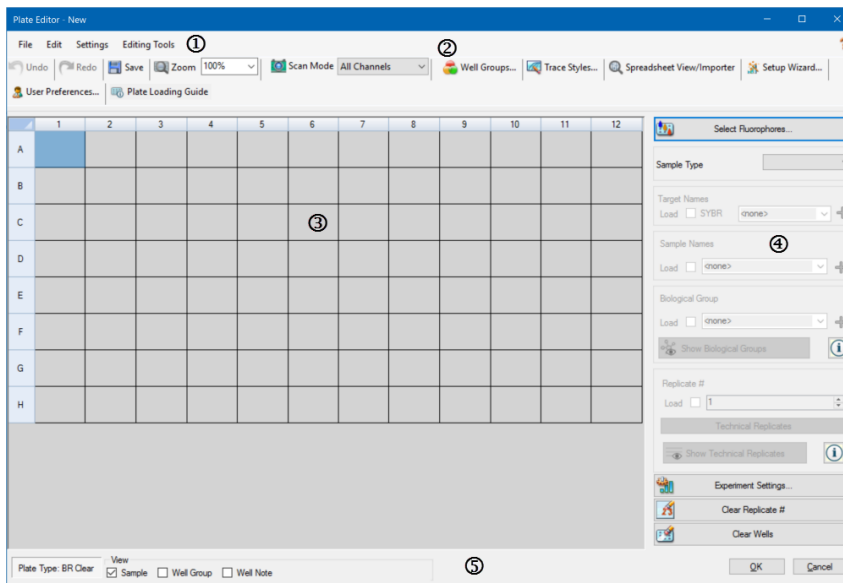 Plate Editor - New
File Edit Settings Editing Tools ① ②
Undo Redo Save Zoom 100% Scan Mode All Channels Well Groups... Trace Styles... Spreadsheet View/Importer Setup Wizard...
User Preferences... Plate Loading Guide
1 2 3 4 5 6 7 8 9 10 11 12
A
B
C ③
D
E
F
G
H
Select Fluorophores...
Sample Type
Target Names
Load SYBR <none>
Sample Names ④
Load <none>
Biological Group
Load <none>
Show Biological Groups
Replicate #
Load 1
Technical Replicates
Show Technical Replicates
Experiment Settings...
Clear Replicate #
Clear Wells
Plate Type: BR Clear View
Sample Well Group Well Note ⑤
OK Cancel